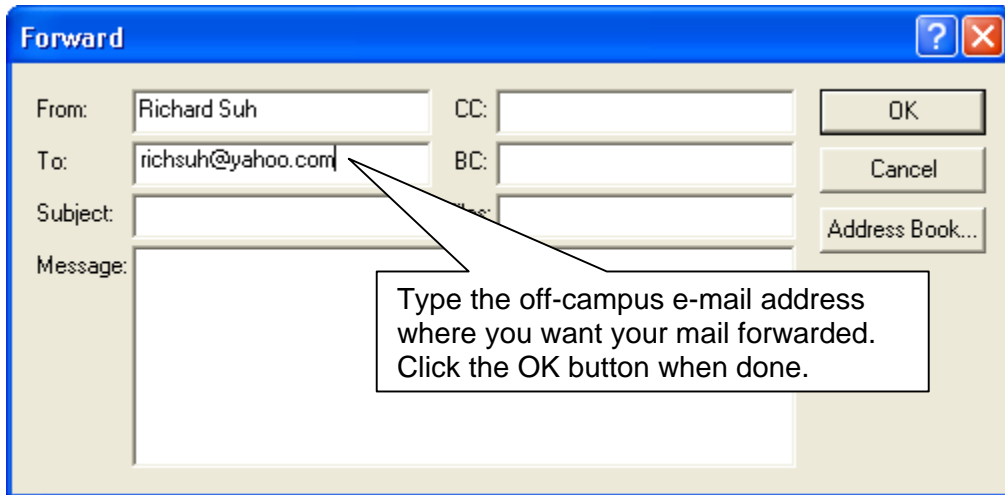 Forward
From: Richard Suh CC:
OK
To: richsuh@yahoo.com BC:
Cancel
Subject:
Address Book...
Message:
Type the off-campus e-mail address
where you want your mail forwarded.
Click the OK button when done.